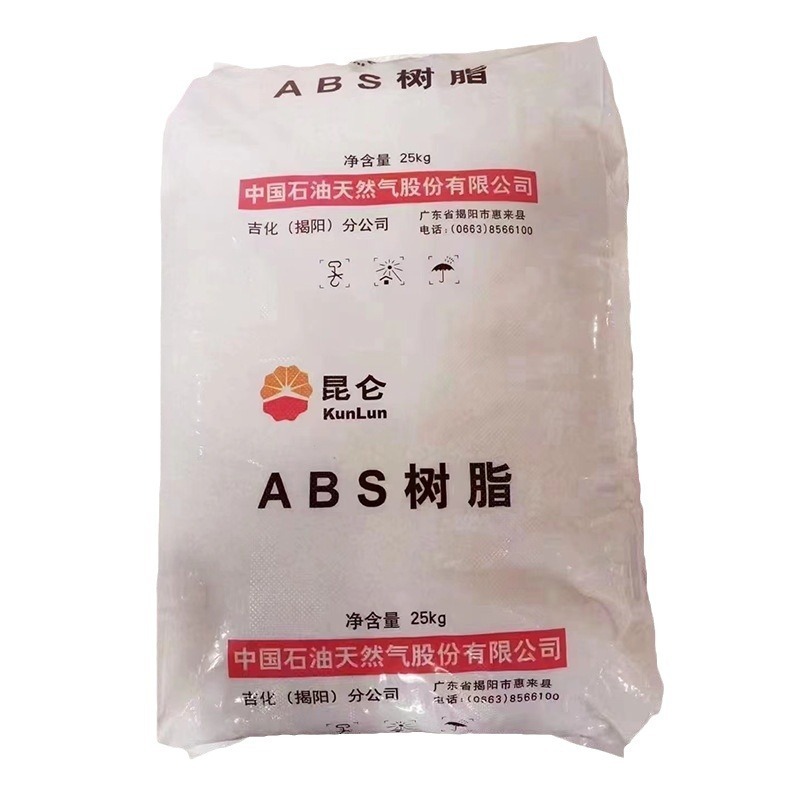 ABS树脂
净含量 25kg
中国石油天然气股份有限公司
吉化（揭阳）分公司
广东省揭阳市惠来县
电话：(0663)8566100
昆仑
KunLun
ABS树脂
净含量 25kg
中国石油天然气股份有限公司
吉化（揭阳）分公司
广东省揭阳市惠来县
电话：(0663)8566100